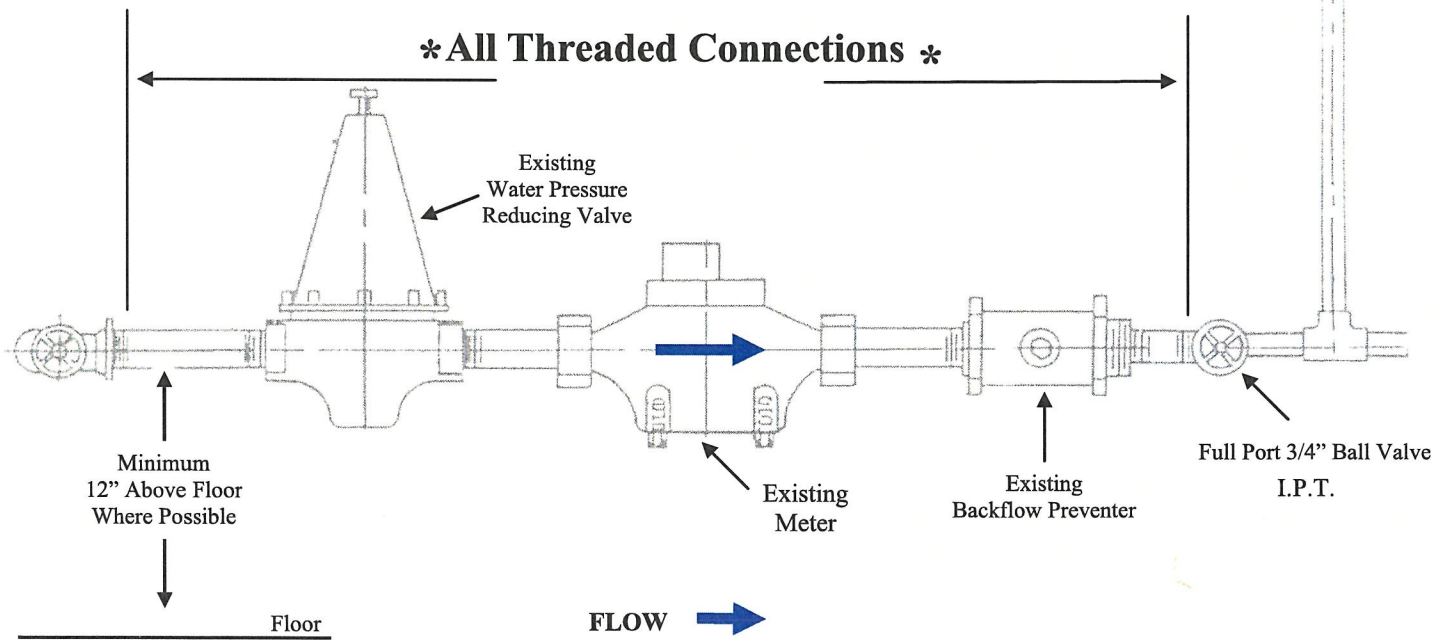 *All Threaded Connections *
Existing
Water Pressure
Reducing Valve
Minimum
12” Above Floor
Where Possible
Existing
Meter
Existing
Backflow Preventer
Full Port 3/4” Ball Valve
I.P.T.
Floor
FLOW